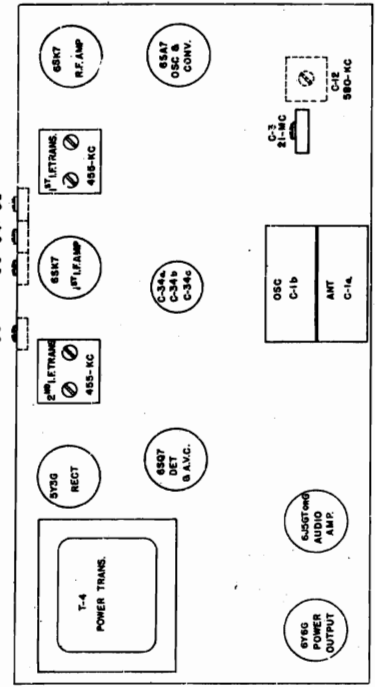 6SK7
R.F. AMP
6SA7
OSC &
CONV.
1ST I.F. TRANS.
455-KC
C-12
580-KC
C-3
21-MC
6SK7
1ST I.F. AMP
C-34a
C-34b
C-34c
OSC
C-1b
ANT
C-1a
2ND I.F. TRANS
455-KC
5Y3G
RECT
6SQ7
DET
& A.V.C.
T-4
POWER TRANS.
6J5GT OR G
AUDIO
AMP.
6Y6G
POWER
OUTPUT